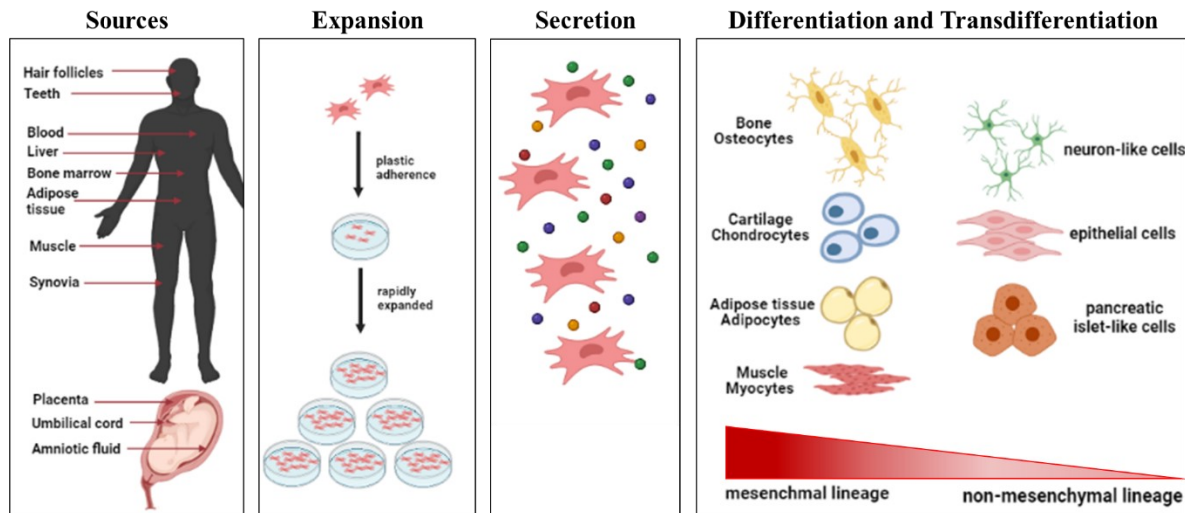 Sources
Hair follicles
Teeth
Blood
Liver
Bone marrow
Adipose
tissue
Muscle
Synovia
Placenta
Umbilical cord
Amniotic fluid
Expansion
plastic
adherence
rapidly
expanded
Secretion
Differentiation and Transdifferentiation
Bone
Osteocytes
neuron-like cells
Cartilage
Chondrocytes
epithelial cells
Adipose tissue
Adipocytes
pancreatic
islet-like cells
Muscle
Myocytes
mesenchmal lineage
non-mesenchymal lineage